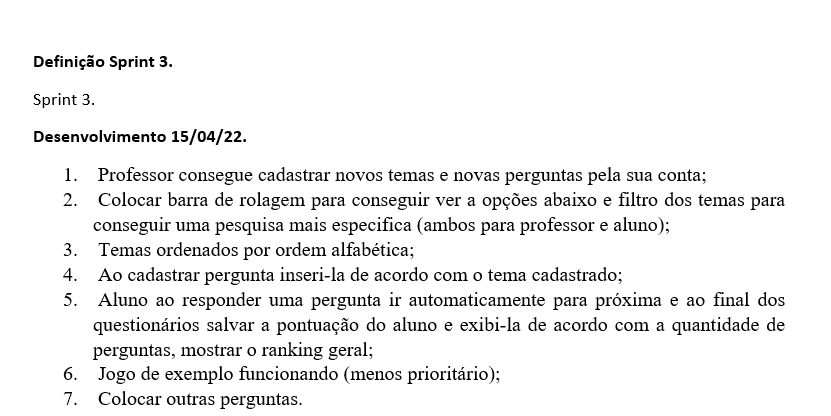 Definição Sprint 3.
Sprint 3.
Desenvolvimento 15/04/22.
1. Professor consegue cadastrar novos temas e novas perguntas pela sua conta;
2. Colocar barra de rolagem para conseguir ver a opções abaixo e filtro dos temas para
conseguir uma pesquisa mais especifica (ambos para professor e aluno);
3. Temas ordenados por ordem alfabética;
4. Ao cadastrar pergunta inseri-la de acordo com o tema cadastrado;
5. Aluno ao responder uma pergunta ir automaticamente para próxima e ao final dos
questionários salvar a pontuação do aluno e exibi-la de acordo com a quantidade de
perguntas, mostrar o ranking geral;
6. Jogo de exemplo funcionando (menos prioritário);
7. Colocar outras perguntas.